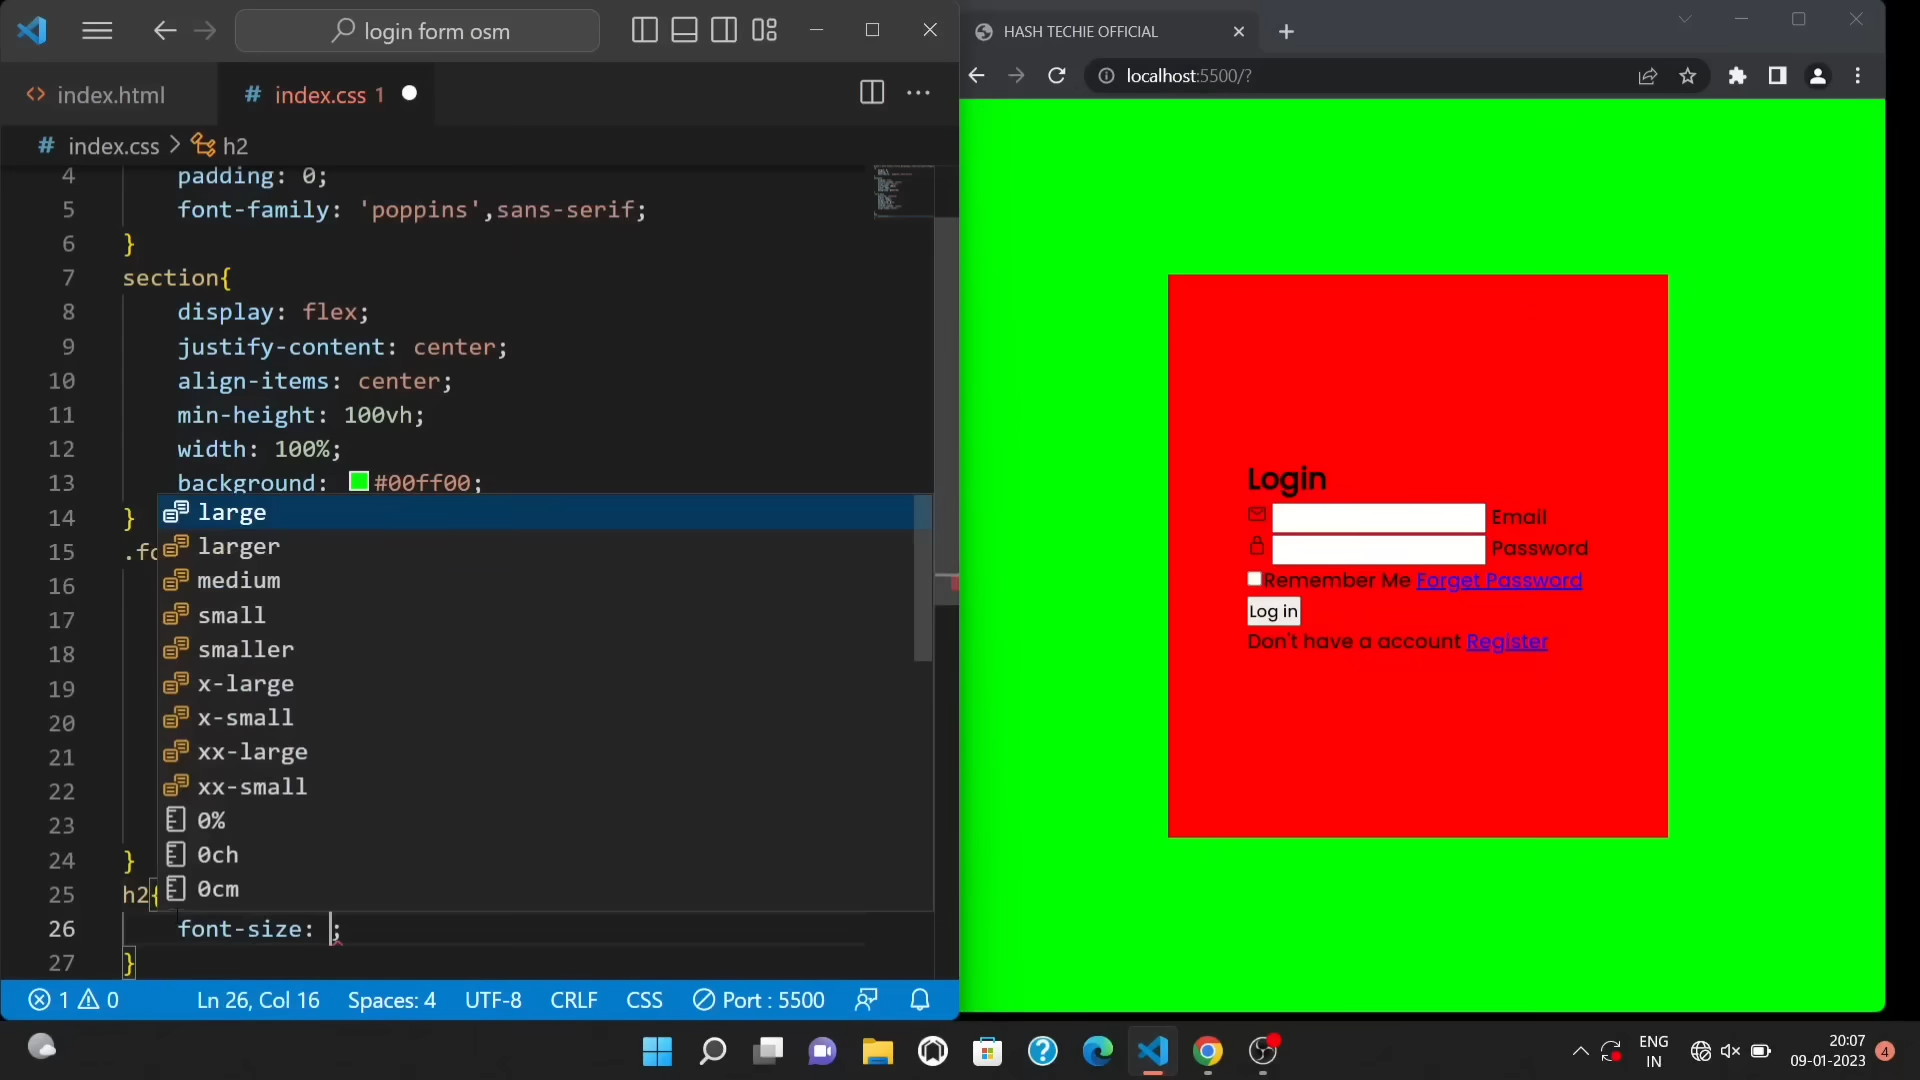 login form osm
index.html
# index.css 1
# index.css > h2
4 padding: 0;
5 font-family: 'poppins',sans-serif;
6 }
7 section{
8 display: flex;
9 justify-content: center;
10 align-items: center;
11 min-height: 100vh;
12 width: 100%;
13 background: #00ff00;
14 }
15 .fo
16
17
18
19
20
21
22
23
24 }
25 h2{
26 font-size: ;
27 }
large
larger
medium
small
smaller
x-large
x-small
xx-large
xx-small
0%
0ch
0cm
1 0 Ln 26, Col 16 Spaces: 4 UTF-8 CRLF CSS Port : 5500
HASH TECHIE OFFICIAL
localhost:5500/?
Login
Email
Password
Remember Me Forget Password
Log in
Don't have a account Register
ENG
IN
20:07
09-01-2023
4